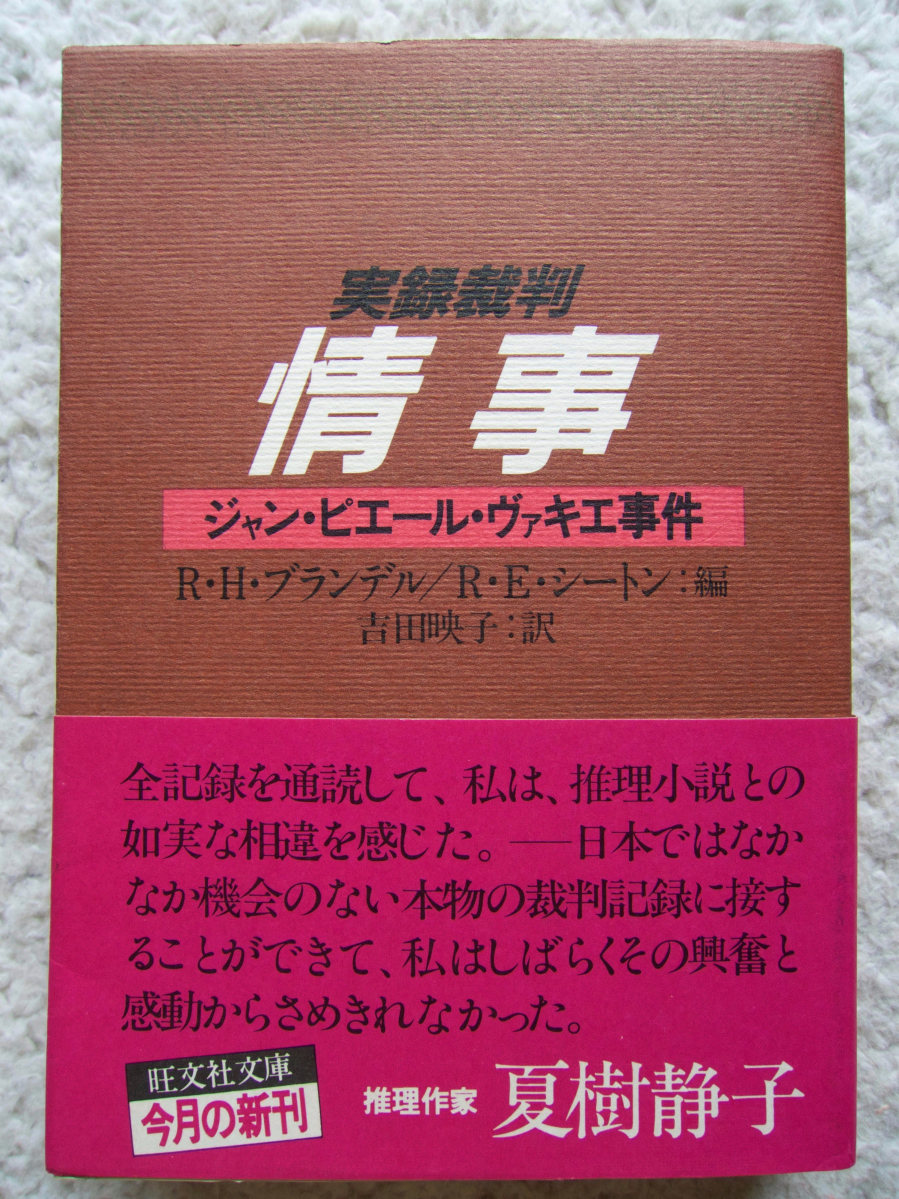 実録裁判
情事
ジャン・ピエール・ヴァキエ事件
R・H・ブランデル/R・E・シートン:編
吉田映子:訳
全記録を通読して、私は、推理小説との
如実な相違を感じた。――日本ではなか
なか機会のない本物の裁判記録に接す
ることができて、私はしばらくその興奮と
感動からさめきれなかった。
旺文社文庫
今月の新刊
推理作家 夏樹静子